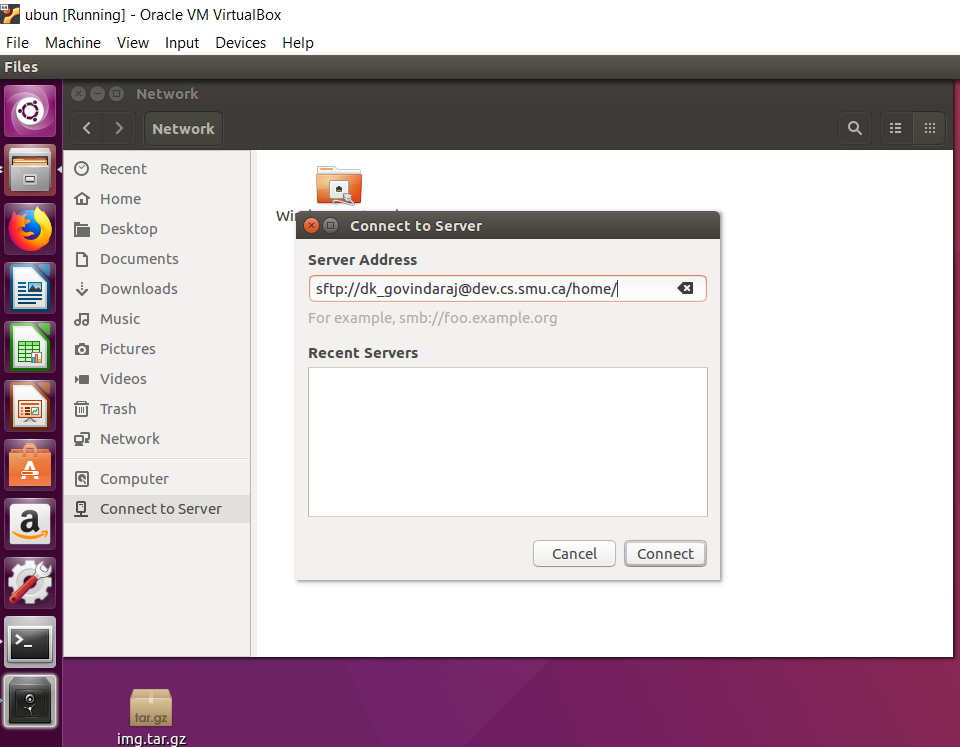 ubun [Running] - Oracle VM VirtualBox
File Machine View Input Devices Help
Files
Network
Network
Recent
Home
Desktop
Documents
Downloads
Music
Pictures
Videos
Trash
Network
Computer
Connect to Server
Connect to Server
Server Address
sftp://dk_govindaraj@dev.cs.smu.ca/home/
For example, smb://foo.example.org
Recent Servers
Cancel Connect
tar.gz
img.tar.gz